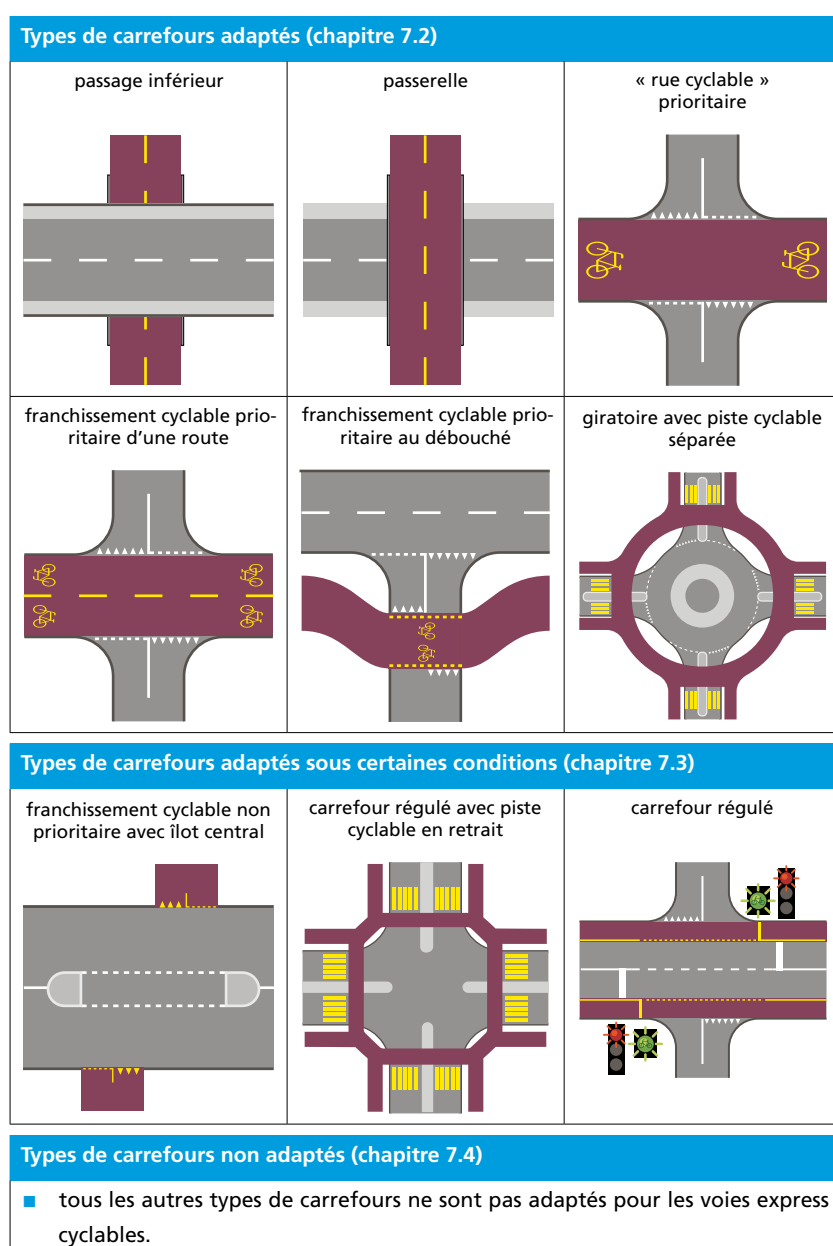 Types de carrefours adaptés (chapitre 7.2)
passage inférieur
passerelle
« rue cyclable »
prioritaire
franchissement cyclable prio-
ritaire d’une route
franchissement cyclable prio-
ritaire au débouché
giratoire avec piste cyclable
séparée
Types de carrefours adaptés sous certaines conditions (chapitre 7.3)
franchissement cyclable non
prioritaire avec îlot central
carrefour régulé avec piste
cyclable en retrait
carrefour régulé
Types de carrefours non adaptés (chapitre 7.4)
tous les autres types de carrefours ne sont pas adaptés pour les voies express
cyclables.